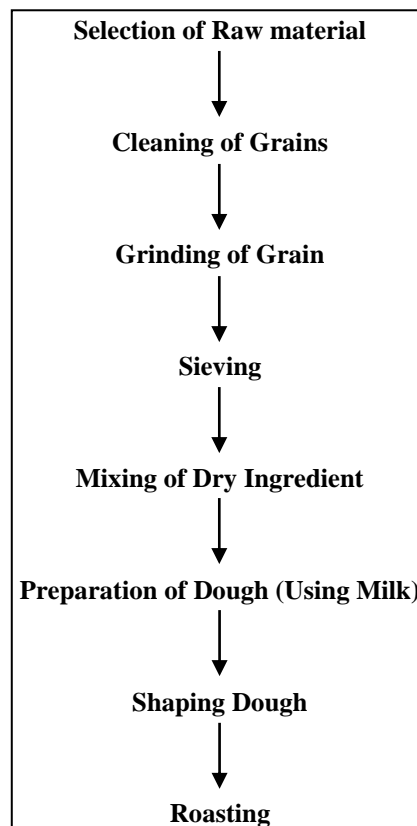 Selection of Raw material
Cleaning of Grains
Grinding of Grain
Sieving
Mixing of Dry Ingredient
Preparation of Dough (Using Milk)
Shaping Dough
Roasting